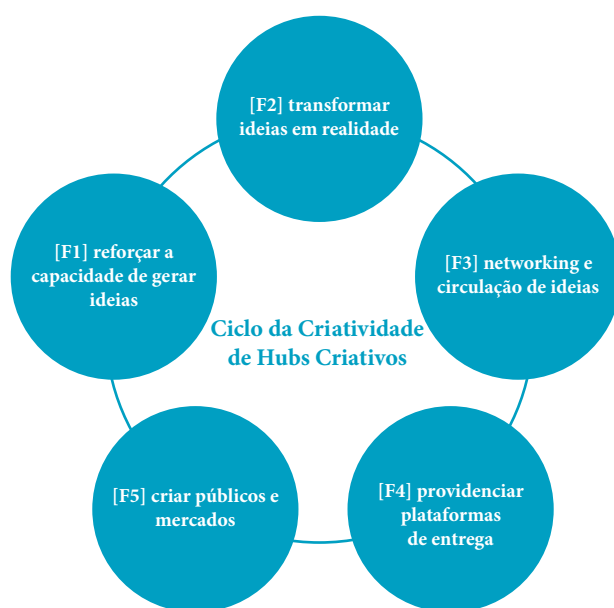 [F2] transformar
ideias em realidade
[F1] reforçar a
capacidade de gerar
ideias
[F3] networking e
circulação de ideias
Ciclo da Criatividade
de Hubs Criativos
[F5] criar públicos e
mercados
[F4] providenciar
plataformas
de entrega